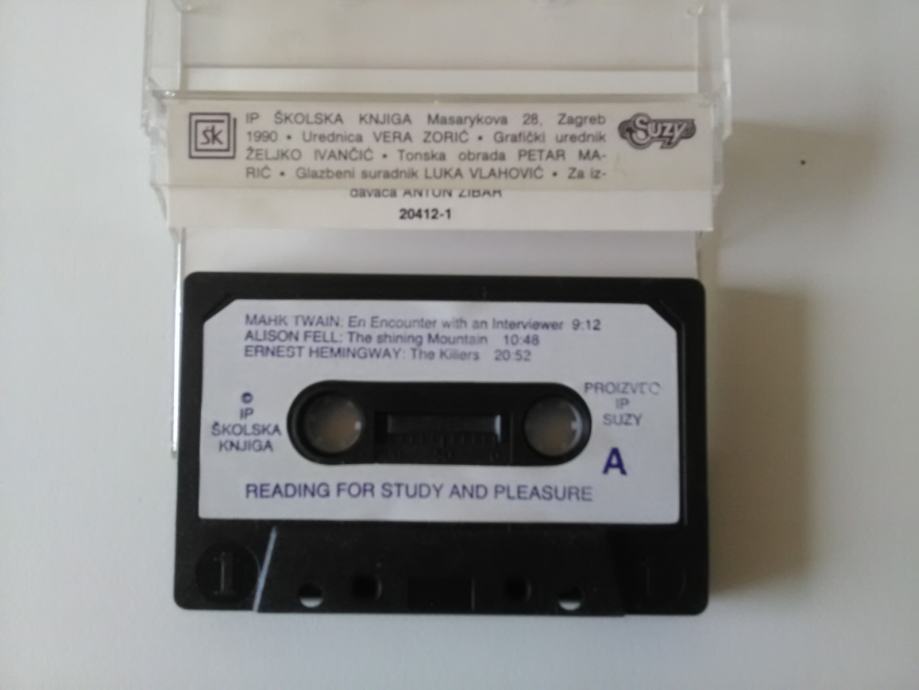 ŠK
IP ŠKOLSKA KNJIGA Masarykova 28, Zagreb
1990 • Urednica VERA ZORIĆ • Grafički urednik
ŽELJKO IVANČIĆ • Tonska obrada PETAR MA-
RIĆ • Glazbeni suradnik LUKA VLAHOVIĆ • Za iz-
davača ANTUN ŽIBAR
20412-1
Suzy
MAHK TWAIN: En Encounter with an Interviewer 9:12
ALISON FELL: The shining Mountain 10:48
ERNEST HEMINGWAY: The Killers 20:52
©
IP
ŠKOLSKA
KNJIGA
PROIZVEO
IP
SUZY
A
READING FOR STUDY AND PLEASURE
1